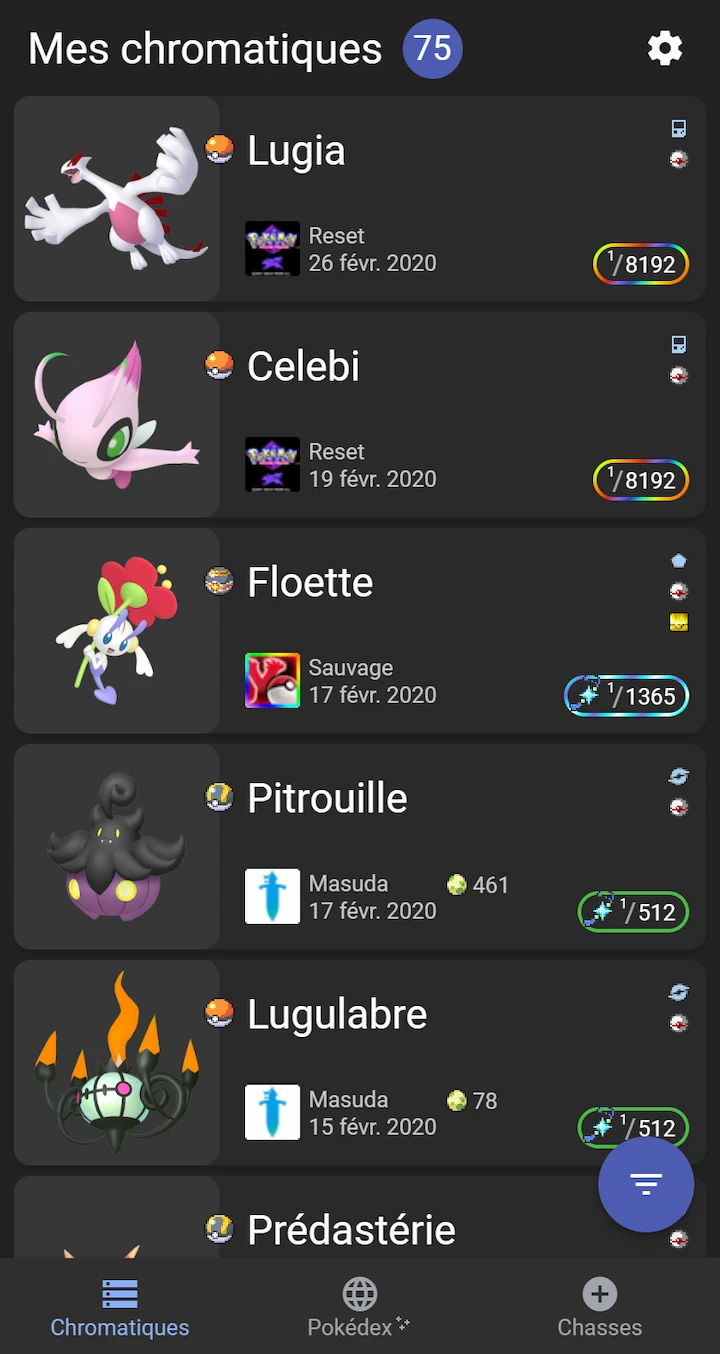 Mes chromatiques 75
Lugia
Reset
26 févr. 2020
1/8192
Celebi
Reset
19 févr. 2020
1/8192
Floette
Sauvage
17 févr. 2020
1/1365
Pitrouille
Masuda
461
17 févr. 2020
1/512
Lugulabre
Masuda
78
15 févr. 2020
1/512
Prédastérie
Chromatiques
Pokédex
Chasses